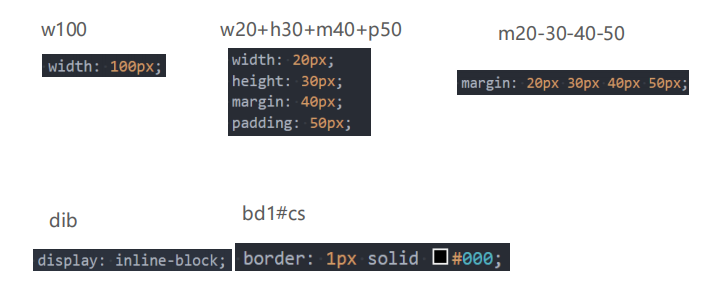 w100
width: 100px;
w20+h30+m40+p50
width: 20px;
height: 30px;
margin: 40px;
padding: 50px;
m20-30-40-50
margin: 20px 30px 40px 50px;
dib
display: inline-block;
bd1#cs
border: 1px solid #000;